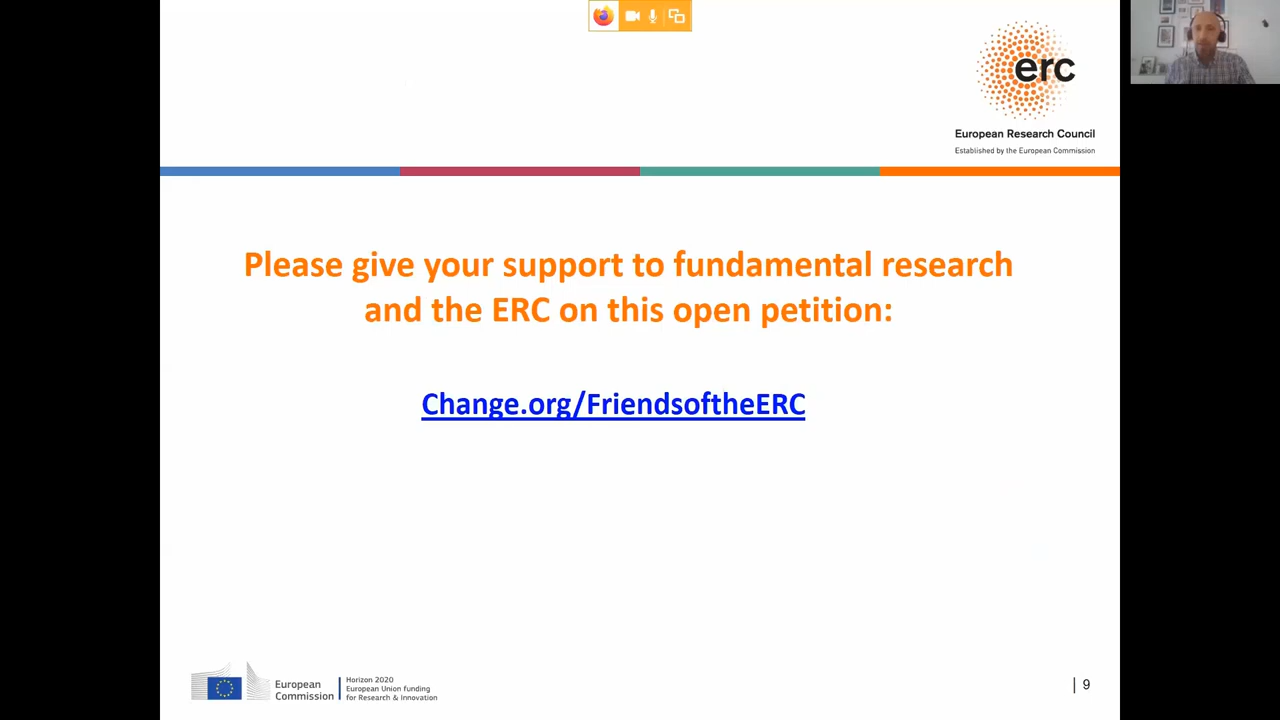 erc
European Research Council
Established by the European Commission
Please give your support to fundamental research
and the ERC on this open petition:
Change.org/FriendsoftheERC
European
Commission
Horizon 2020
European Union funding
for Research & Innovation
| 9